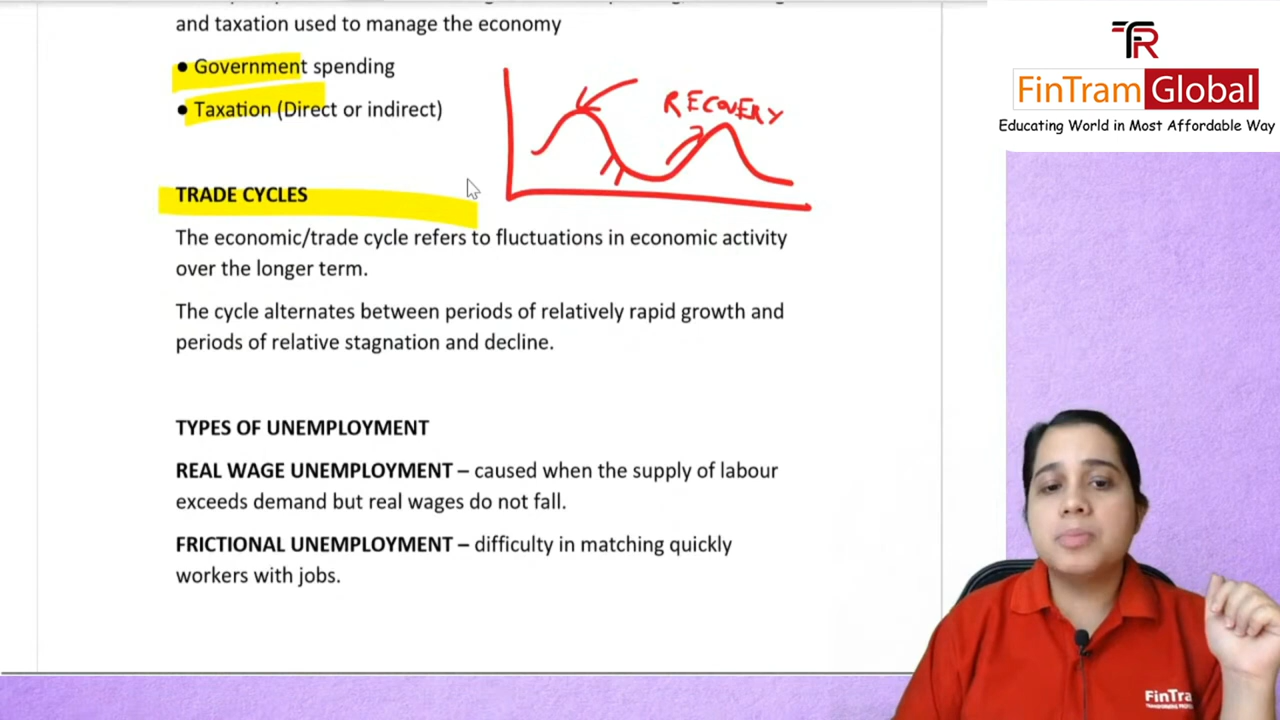 and taxation used to manage the economy
● Government spending
● Taxation (Direct or indirect)
RECOVERY
TRADE CYCLES
The economic/trade cycle refers to fluctuations in economic activity
over the longer term.
The cycle alternates between periods of relatively rapid growth and
periods of relative stagnation and decline.
TYPES OF UNEMPLOYMENT
REAL WAGE UNEMPLOYMENT – caused when the supply of labour
exceeds demand but real wages do not fall.
FRICTIONAL UNEMPLOYMENT – difficulty in matching quickly
workers with jobs.
TR
FinTram Global
Educating World in Most Affordable Way
FinTra